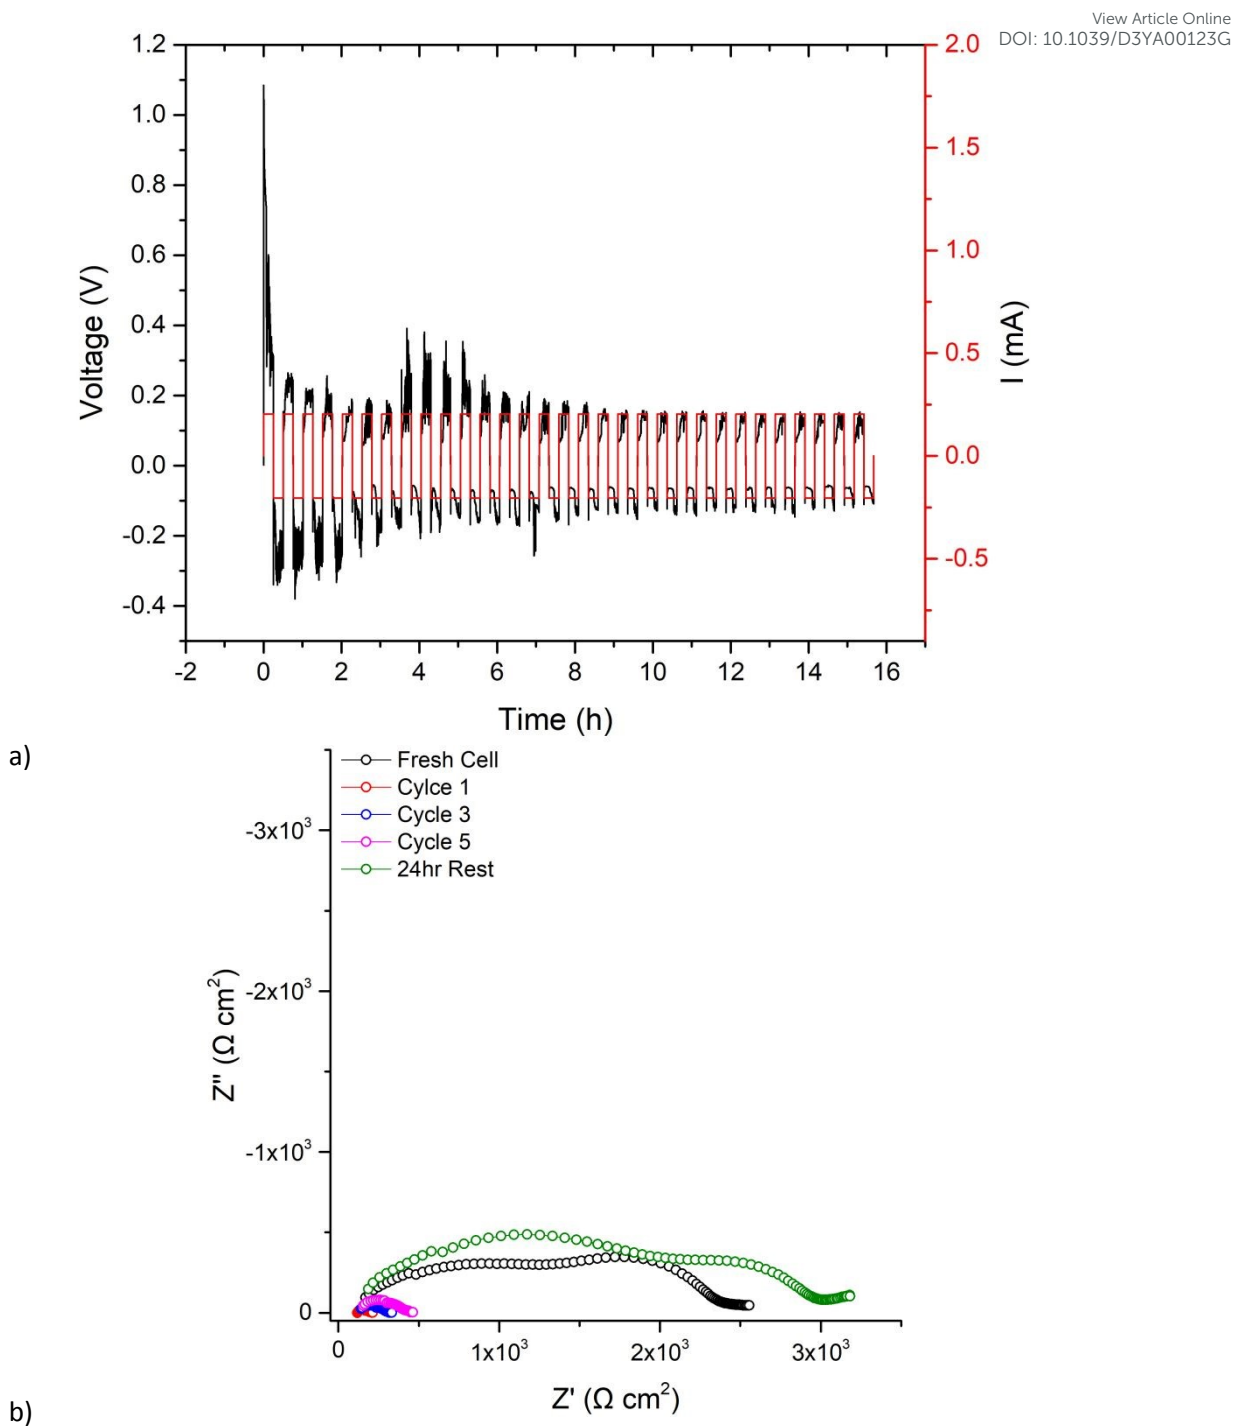 View Article Online
DOI: 10.1039/D3YA00123G
1.2
1.0
0.8
0.6
0.4
0.2
0.0
-0.2
-0.4
Voltage (V)
2.0
1.5
1.0
0.5
0.0
-0.5
I (mA)
-2 0 2 4 6 8 10 12 14 16
Time (h)
a)
Fresh Cell
Cylce 1
Cycle 3
Cycle 5
24hr Rest
-3x10³
-2x10³
-1x10³
0
Z'' (Ω cm²)
0 1x10³ 2x10³ 3x10³
Z' (Ω cm²)
b)